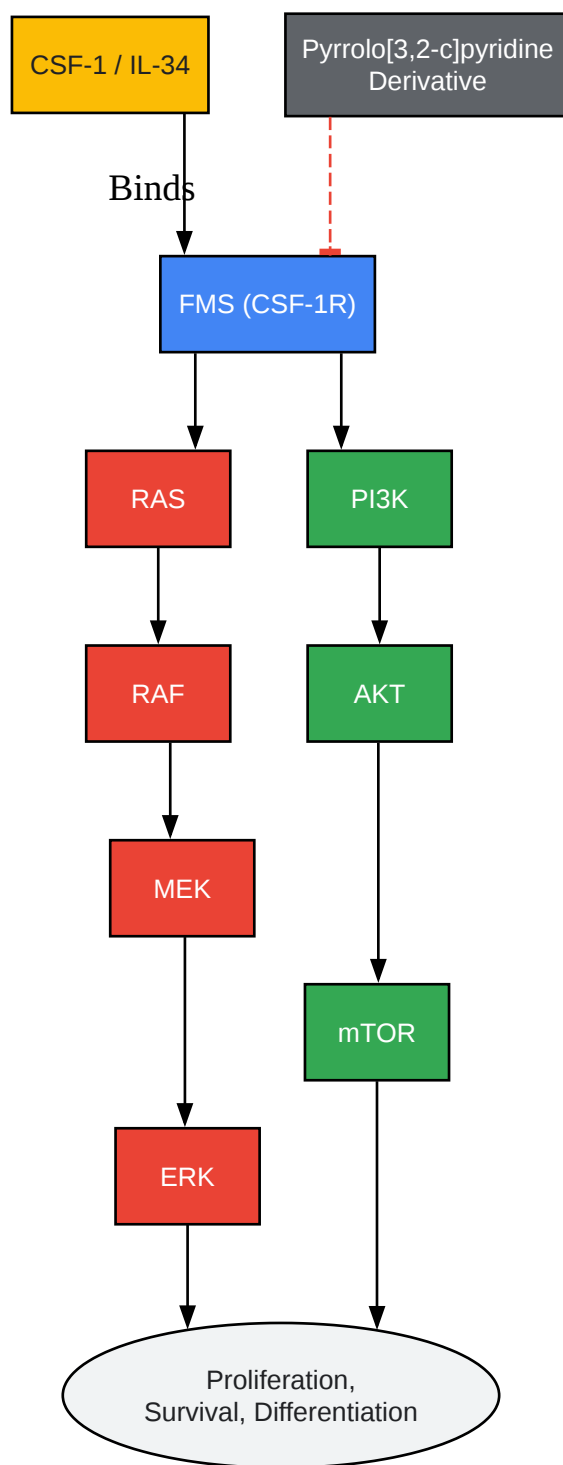 CSF-1 / IL-34
Pyrrolo[3,2-c]pyridine
Derivative
Binds
FMS (CSF-1R)
RAS
PI3K
RAF
AKT
MEK
mTOR
ERK
Proliferation,
Survival, Differentiation